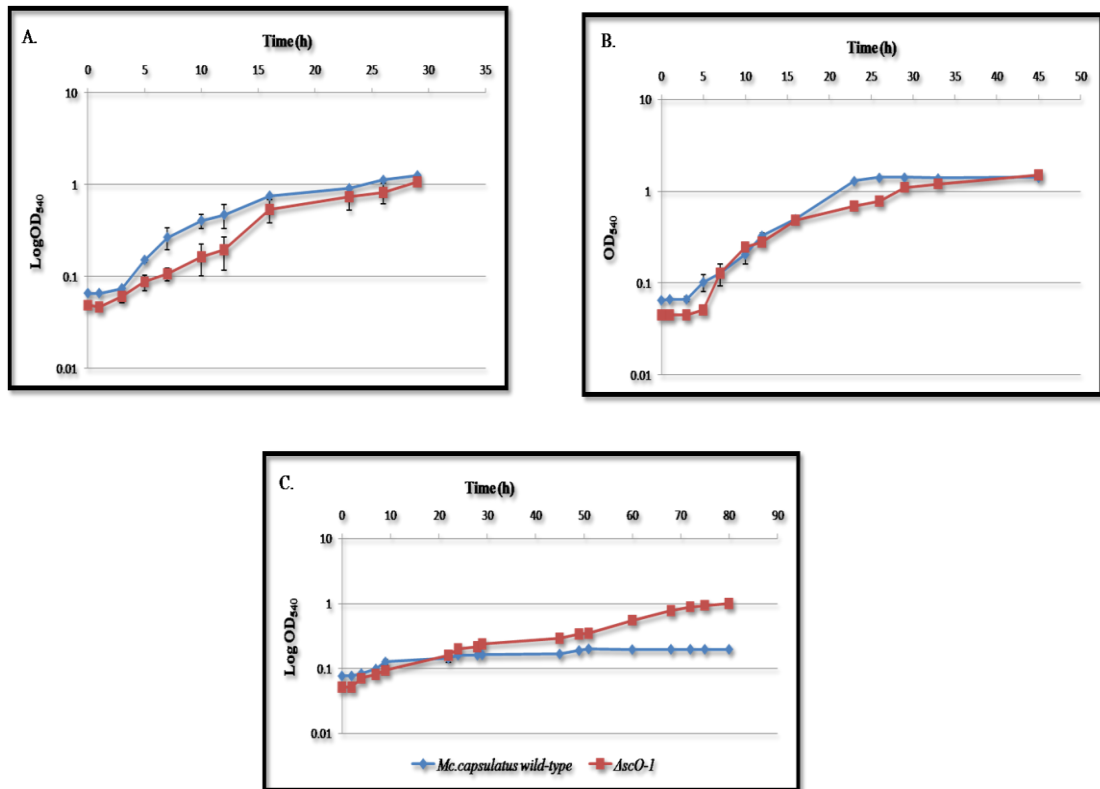 A.
Time (h)
0 5 10 15 20 25 30 35
10
1
0.1
0.01
LogOD540
B.
Time (h)
0 5 10 15 20 25 30 35 40 45 50
10
1
0.1
0.01
OD540
C.
Time (h)
0 10 20 30 40 50 60 70 80 90
10
1
0.1
0.01
Log OD540
Mc.capsulatus wild-type ΔscO-1